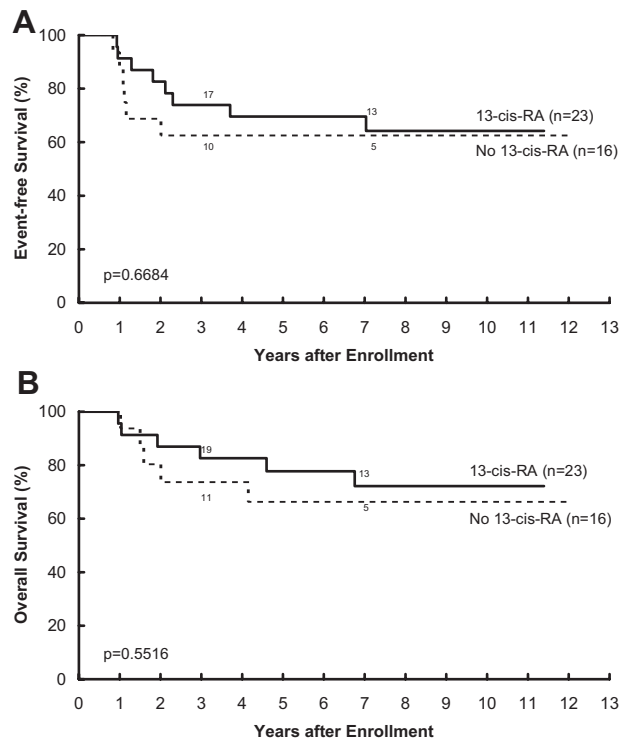 A
Event-free Survival (%)
100
80
60
40
20
0
17
13
10
5
13-cis-RA (n=23)
No 13-cis-RA (n=16)
p=0.6684
0 1 2 3 4 5 6 7 8 9 10 11 12 13
Years after Enrollment
B
Overall Survival (%)
100
80
60
40
20
0
19
13
11
5
13-cis-RA (n=23)
No 13-cis-RA (n=16)
p=0.5516
0 1 2 3 4 5 6 7 8 9 10 11 12 13
Years after Enrollment